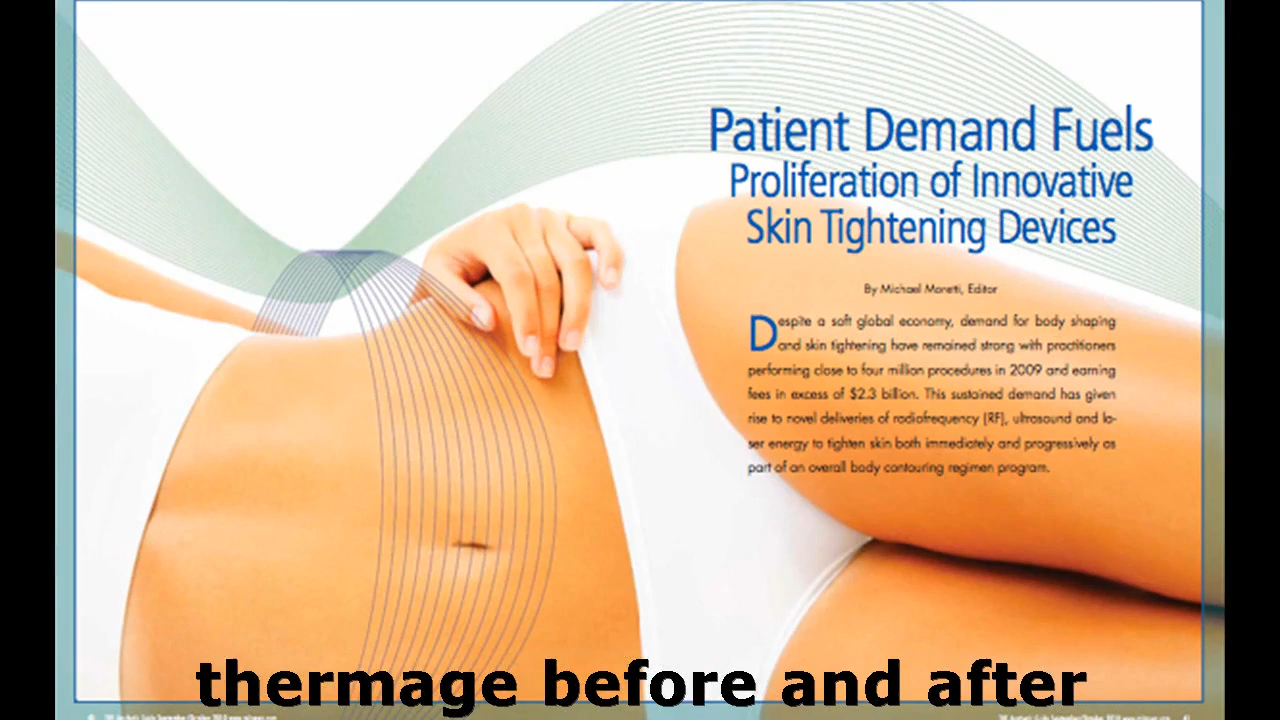 Patient Demand Fuels
Proliferation of Innovative
Skin Tightening Devices
By Michael Moretti, Editor
Despite a soft global economy, demand for body shaping
and skin tightening have remained strong with practitioners
performing close to four million procedures in 2009 and earning
fees in excess of $2.3 billion. This sustained demand has given
rise to novel deliveries of radiofrequency (RF), ultrasound and la-
ser energy to tighten skin both immediately and progressively as
part of an overall body contouring regimen program.
thermage before and after